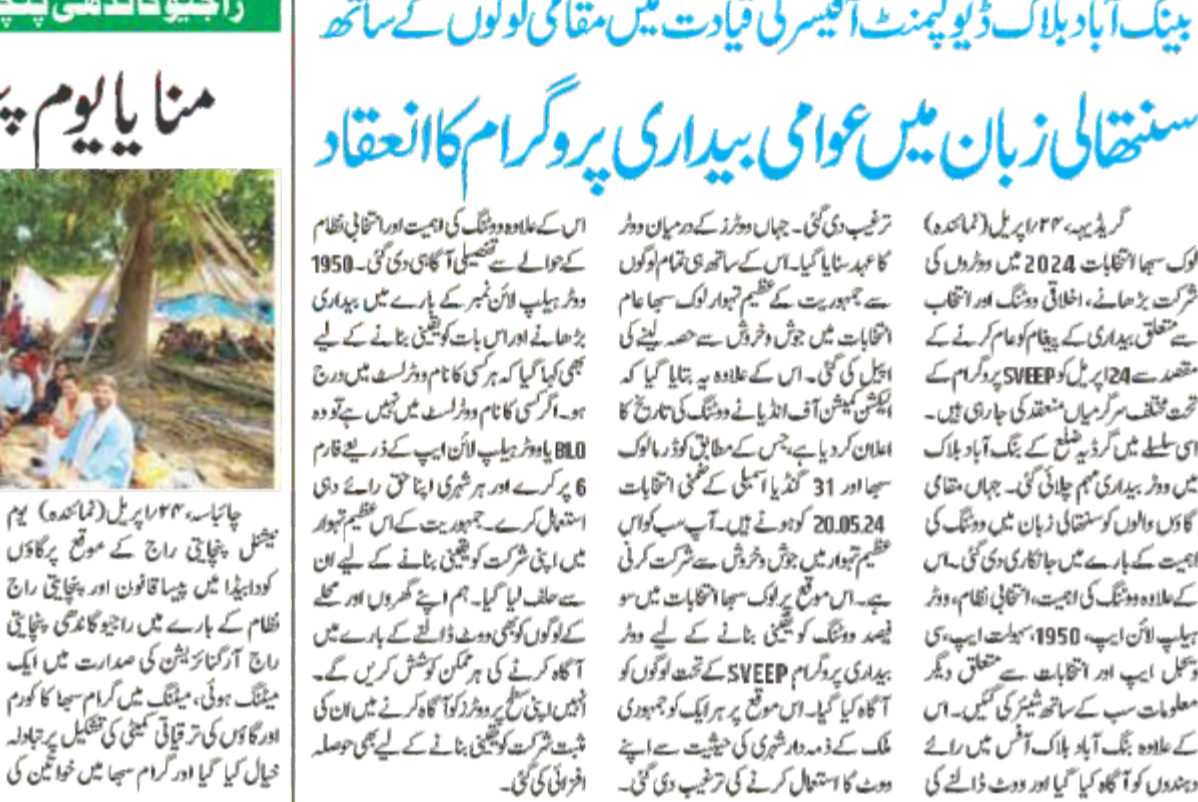 بینک آباد بلاک ڈیولپمنٹ آفیسر کی قیادت میں مقامی لوگوں کے ساتھ
سنتھالی زبان میں عوامی بیداری پروگرام کا انعقاد
گریڈیہہ، ۲۴؍اپریل (نمائندہ)
لوک سبھا انتخابات 2024 میں ووٹروں کی
شرکت بڑھانے، اخلاقی ووٹنگ اور انتخاب
سے متعلق بیداری کے پیغام کو عام کرنے کے
مقصد سے 24 اپریل کو SVEEP پروگرام کے
تحت مختلف سرگرمیاں منعقد کی جارہی ہیں۔
اسی سلسلے میں گرڈیہ ضلع کے بنگ آباد بلاک
میں ووٹر بیداری مہم چلائی گئی۔ جہاں مقامی
گاؤں والوں کو سنتھالی زبان میں ووٹنگ کی
اہمیت کے بارے میں جانکاری دی گئی۔ اس
کے علاوہ ووٹنگ کی اہمیت، انتخابی نظام، ووٹر
ہیلپ لائن ایپ، 1950، سہولت ایپ، سی
ویجل ایپ اور انتخابات سے متعلق دیگر
معلومات سب کے ساتھ شیئر کی گئیں۔ اس
کے علاوہ بنگ آباد بلاک آفس میں رائے
دہندوں کو آگاہ کیا گیا اور ووٹ ڈالنے کی
ترغیب دی گئی۔ جہاں ووٹرز کے درمیان ووٹر
کا عہد سنایا گیا۔ اس کے ساتھ ہی تمام لوگوں
سے جمہوریت کے عظیم تہوار لوک سبھا عام
انتخابات میں جوش وخروش سے حصہ لینے کی
اپیل کی گئی۔ اس کے علاوہ یہ بتایا گیا کہ
الیکشن کمیشن آف انڈیا نے ووٹنگ کی تاریخ کا
اعلان کردیا ہے، جس کے مطابق کوڈرما لوک
سبھا اور 31 گنڈیا اسمبلی کے ضمنی انتخابات
20.05.24 کو ہونے ہیں۔ آپ سب کو اس
عظیم تہوار میں جوش وخروش سے شرکت کرنی
ہے۔ اس موقع پر لوک سبھا انتخابات میں سو
فیصد ووٹنگ کو یقینی بنانے کے لیے ووٹر
بیداری پروگرام SVEEP کے تحت لوگوں کو
آگاہ کیا گیا۔ اس موقع پر ہر ایک کو جمہوری
ملک کے ذمہ دار شہری کی حیثیت سے اپنے
ووٹ کا استعمال کرنے کی ترغیب دی گئی۔
اس کے علاوہ ووٹنگ کی اہمیت اور انتخابی نظام
کے حوالے سے تفصیلی آگاہی دی گئی۔ 1950
ووٹر ہیلپ لائن نمبر کے بارے میں بیداری
بڑھانے اور اس بات کو یقینی بنانے کے لیے
بھی کہا گیا کہ ہر کسی کا نام ووٹر لسٹ میں درج
ہو۔ اگر کسی کا نام ووٹر لسٹ میں نہیں ہے تو وہ
BLO یا ووٹر ہیلپ لائن ایپ کے ذریعے فارم
6 پر کرے اور ہر شہری اپنا حق رائے دہی
استعمال کرے۔ جمہوریت کے اس عظیم تہوار
میں اپنی شرکت کو یقینی بنانے کے لیے ان
سے حلف لیا گیا۔ ہم اپنے گھروں اور محلے
کے لوگوں کو بھی ووٹ ڈالنے کے بارے میں
آگاہ کرنے کی ہر ممکن کوشش کریں گے۔
انہیں اپنی سطح پر ووٹرز کو آگاہ کرنے میں ان کی
مثبت شرکت کو یقینی بنانے کے لیے بھی حوصلہ
افزائی کی گئی۔
راجیو گاندھی
منایا یوم
چائباسہ، ۲۴؍اپریل (نمائندہ) یوم
نیشنل پنچایتی راج کے موقع پر گاؤں
کودابیڑا میں پیسا قانون اور پنچایتی راج
نظام کے بارے میں راجیو گاندھی پنچایتی
راج آرگنائزیشن کی صدارت میں ایک
میٹنگ ہوئی، میٹنگ میں گرام سبھا کا کورم
اور گاؤں کی ترقیاتی کمیٹی کی تشکیل پر تبادلہ
خیال کیا گیا اور گرام سبھا میں خواتین کی